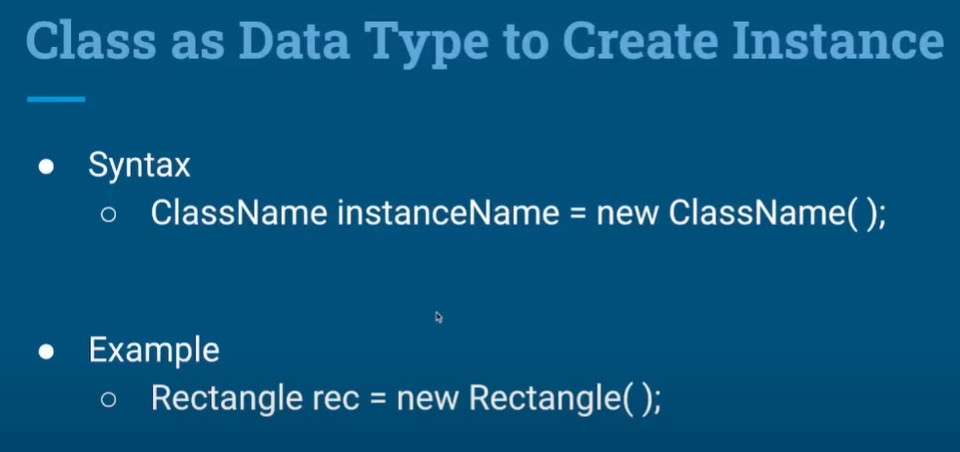 Class as Data Type to Create Instance
● Syntax
○ ClassName instanceName = new ClassName( );
● Example
○ Rectangle rec = new Rectangle( );